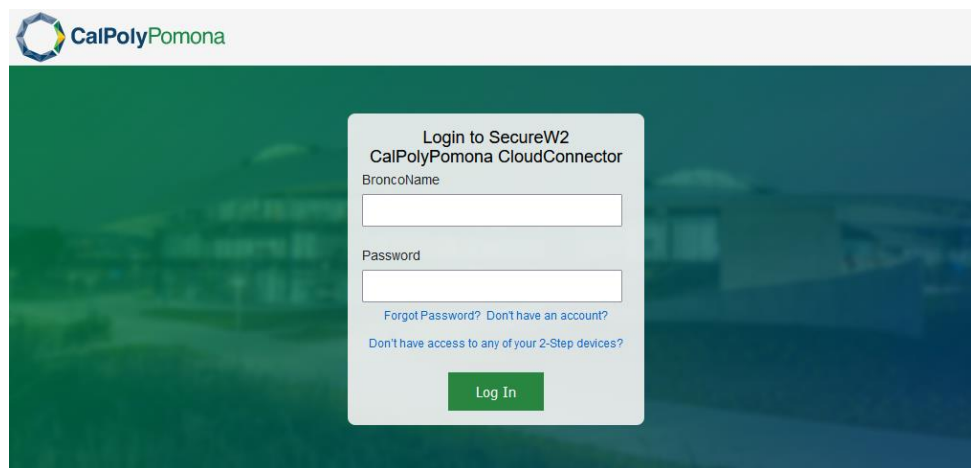 CalPolyPomona
Login to SecureW2
CalPolyPomona CloudConnector
BroncoName
Password
Forgot Password? Don't have an account?
Don't have access to any of your 2-Step devices?
Log In